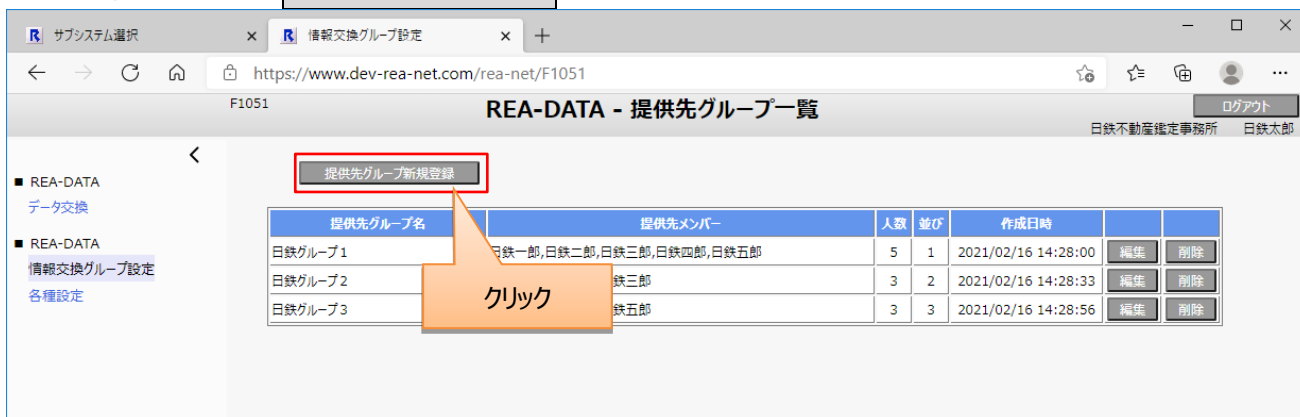 サブシステム選択
情報交換グループ設定
https://www.dev-rea-net.com/rea-net/F1051
F1051
REA-DATA - 提供先グループ一覧
ログアウト
日鉄不動産鑑定事務所 日鉄太郎
■ REA-DATA
データ交換
■ REA-DATA
情報交換グループ設定
各種設定
提供先グループ新規登録
提供先グループ名 提供先メンバー 人数 並び 作成日時
日鉄グループ1 日鉄一郎,日鉄二郎,日鉄三郎,日鉄四郎,日鉄五郎 5 1 2021/02/16 14:28:00 編集 削除
日鉄グループ2 鉄三郎 3 2 2021/02/16 14:28:33 編集 削除
日鉄グループ3 鉄五郎 3 3 2021/02/16 14:28:56 編集 削除
クリック